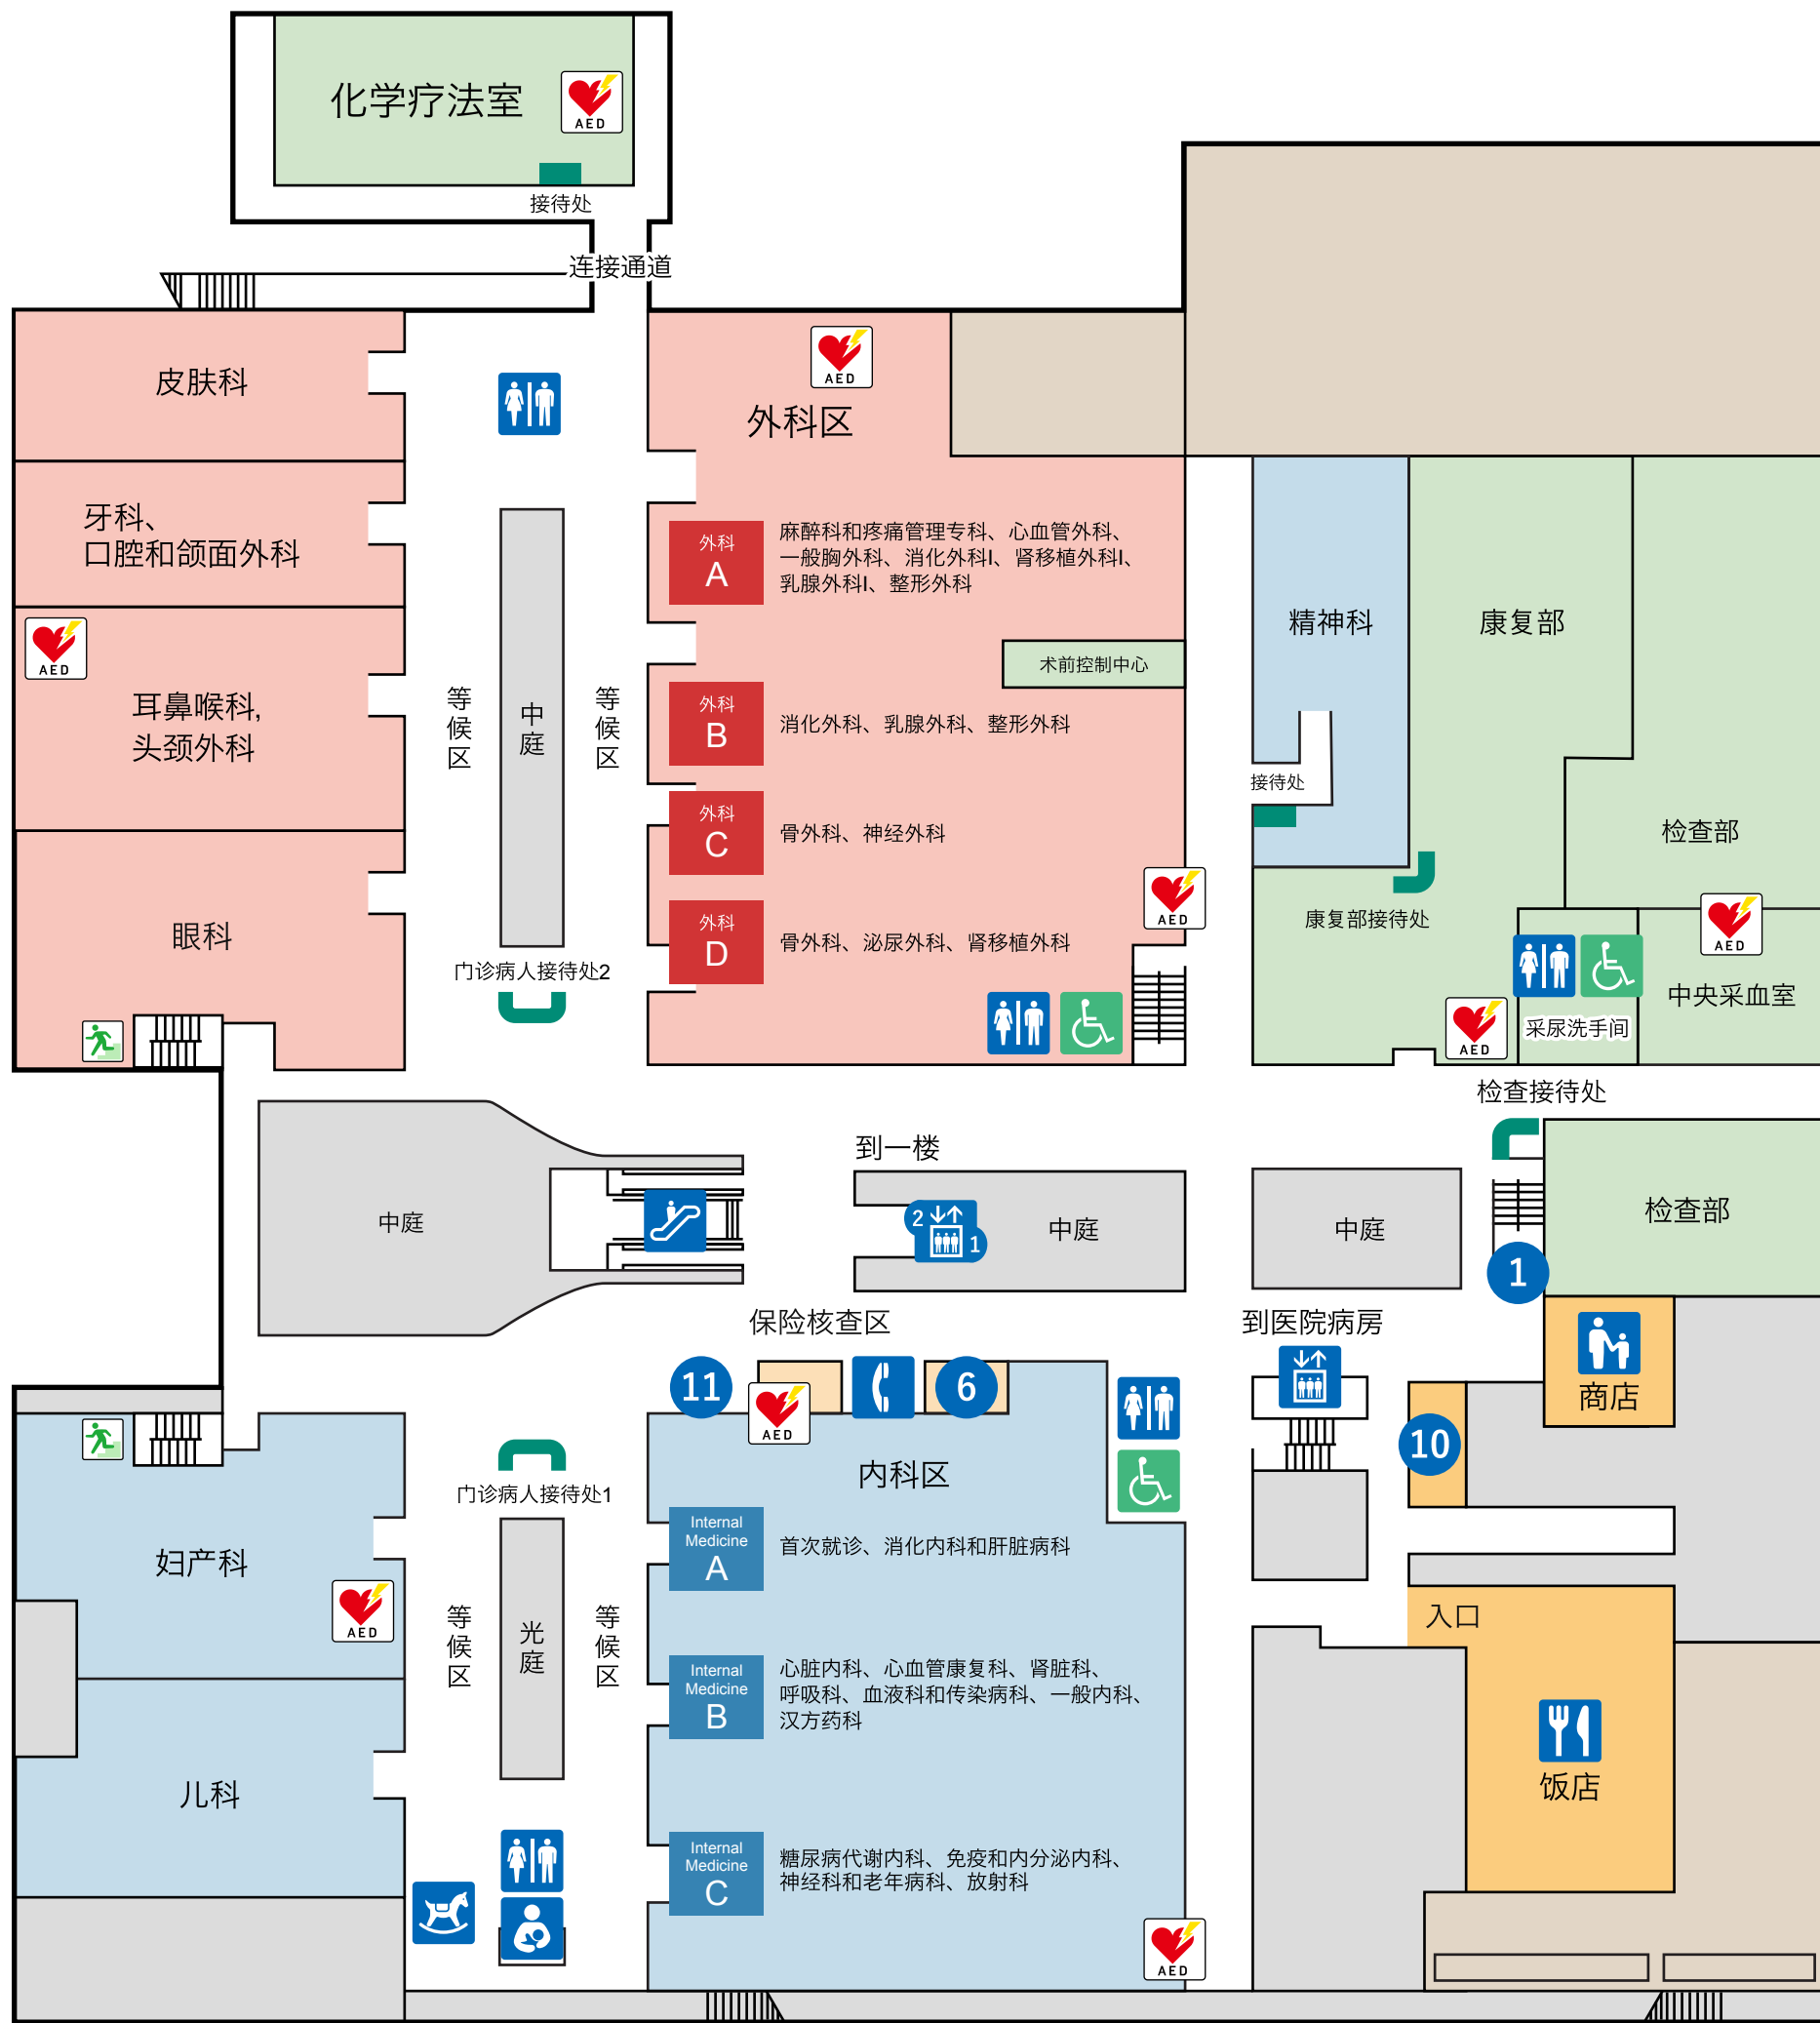 化学疗法室
AED
接待处
连接通道
皮肤科
AED
外科区
牙科、
口腔和颌面外科
外科
A
麻醉科和疼痛管理专科、心血管外科、
一般胸外科、消化外科I、肾移植外科I、
乳腺外科I、整形外科
AED
耳鼻喉科,
头颈外科
等候区
中庭
等候区
术前控制中心
外科
B
消化外科、乳腺外科、整形外科
外科
C
骨外科、神经外科
眼科
外科
D
骨外科、泌尿外科、肾移植外科
AED
门诊病人接待处2
精神科
康复部
接待处
检查部
康复部接待处
AED
中央采血室
采尿洗手间
AED
检查接待处
到一楼
中庭
2
1
中庭
中庭
检查部
1
保险核查区
到医院病房
11
6
AED
商店
10
内科区
门诊病人接待处1
Internal
Medicine
A
首次就诊、消化内科和肝脏病科
妇产科
AED
等候区
光庭
等候区
入口
Internal
Medicine
B
心脏内科、心血管康复科、肾脏科、
呼吸科、血液科和传染病科、一般内科、
汉方药科
儿科
饭店
Internal
Medicine
C
糖尿病代谢内科、免疫和内分泌内科、
神经科和老年病科、放射科
AED